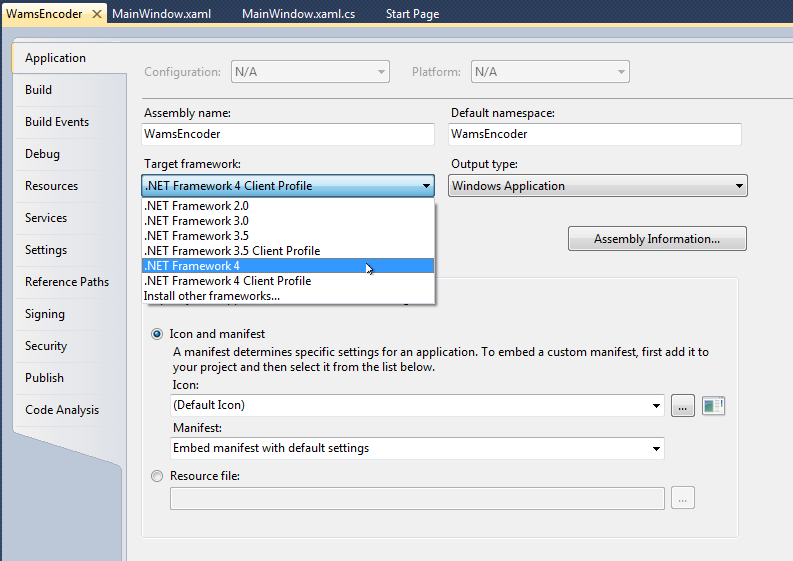 WamsEncoder MainWindow.xaml MainWindow.xaml.cs Start Page
Application
Build
Build Events
Debug
Resources
Services
Settings
Reference Paths
Signing
Security
Publish
Code Analysis
Configuration: N/A Platform: N/A
Assembly name: Default namespace:
WamsEncoder WamsEncoder
Target framework: Output type:
.NET Framework 4 Client Profile Windows Application
.NET Framework 2.0
.NET Framework 3.0
.NET Framework 3.5
.NET Framework 3.5 Client Profile
.NET Framework 4
.NET Framework 4 Client Profile
Install other frameworks...
Assembly Information...
Icon and manifest
A manifest determines specific settings for an application. To embed a custom manifest, first add it to
your project and then select it from the list below.
Icon:
(Default Icon) ...
Manifest:
Embed manifest with default settings
Resource file:
...